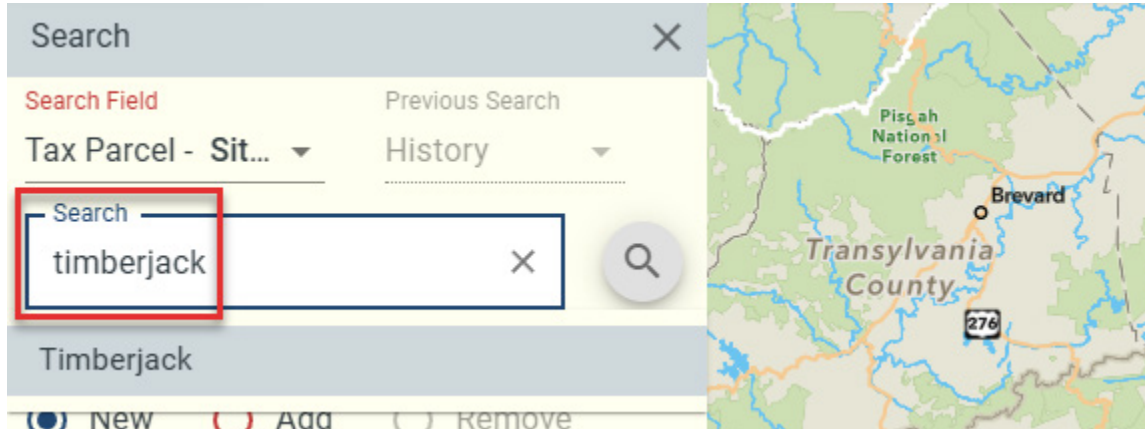 Search
Search Field
Previous Search
Tax Parcel - Sit...
History
Search
timberjack
Timberjack
New
Add
Remove
Pisgah
National
Forest
Brevard
Transylvania
County
276